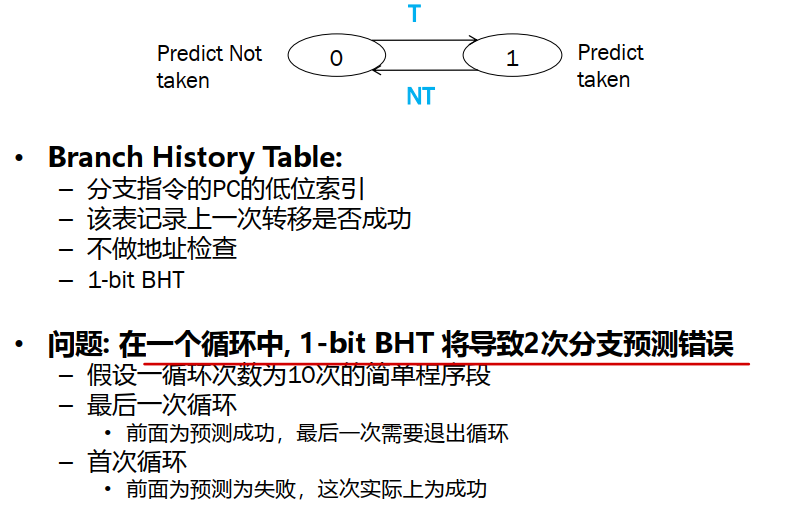 T
Predict Not
taken
0
1
Predict
taken
NT
• Branch History Table:
– 分支指令的PC的低位索引
– 该表记录上一次转移是否成功
– 不做地址检查
– 1-bit BHT
• 问题: 在一个循环中, 1-bit BHT 将导致2次分支预测错误
– 假设一循环次数为10次的简单程序段
– 最后一次循环
• 前面为预测成功，最后一次需要退出循环
– 首次循环
• 前面为预测为失败，这次实际上为成功